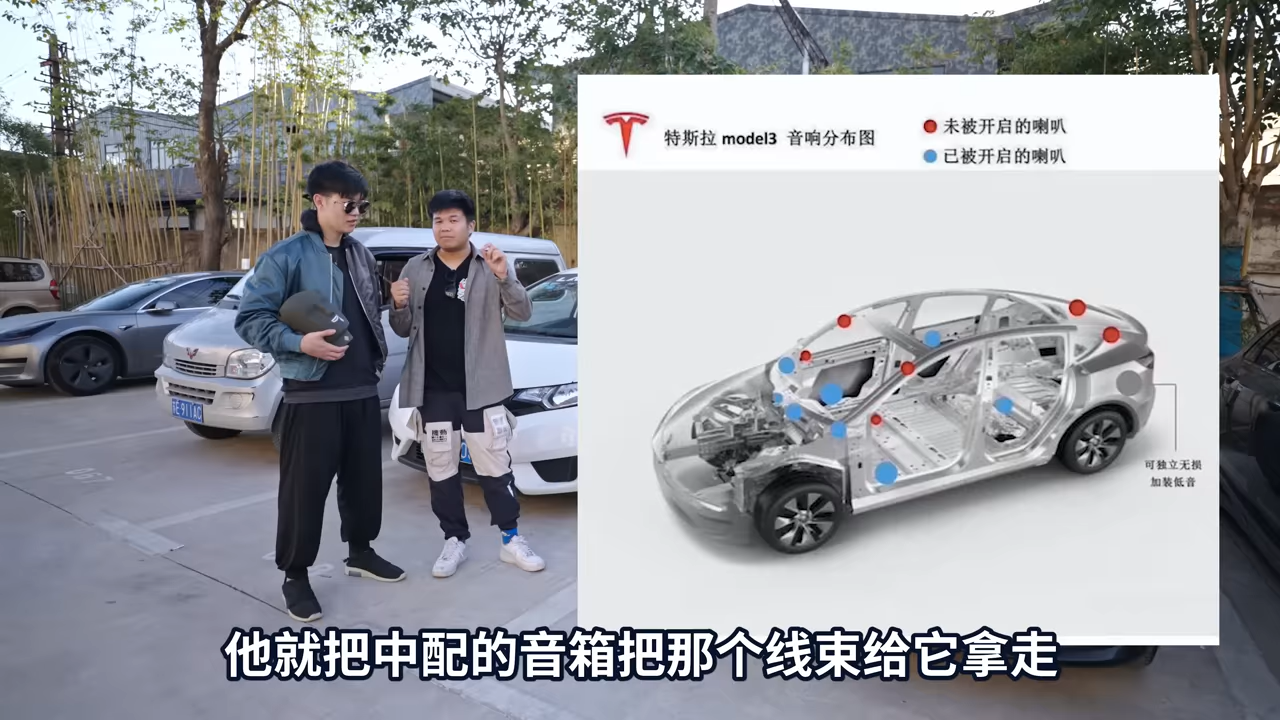 特斯拉 model3 音响分布图
未被开启的喇叭
已被开启的喇叭
可独立无损
加装低音
067
他就把中配的音箱把那个线束给它拿走